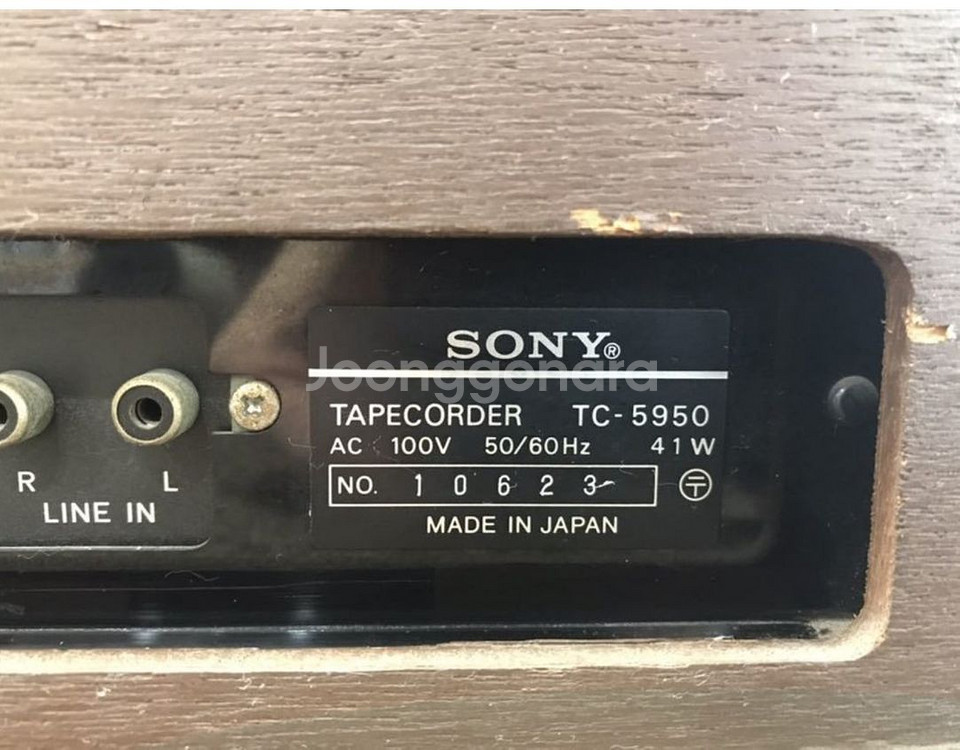 SONY®
Joonggonara
TAPECORDER TC-5950
AC 100V 50/60Hz 41W
NO. 10623
〒
MADE IN JAPAN
R L
LINE IN